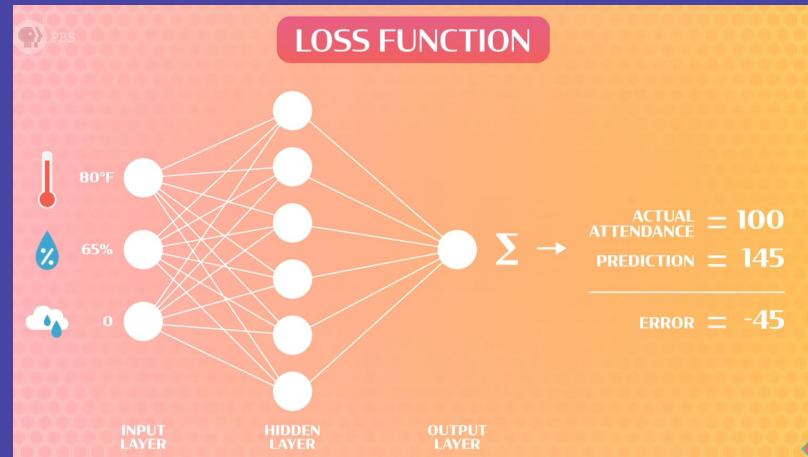 PBS
LOSS FUNCTION
80°F
65%
%
0
Σ
ACTUAL
ATTENDANCE = 100
PREDICTION = 145
ERROR = -45
INPUT
LAYER
HIDDEN
LAYER
OUTPUT
LAYER